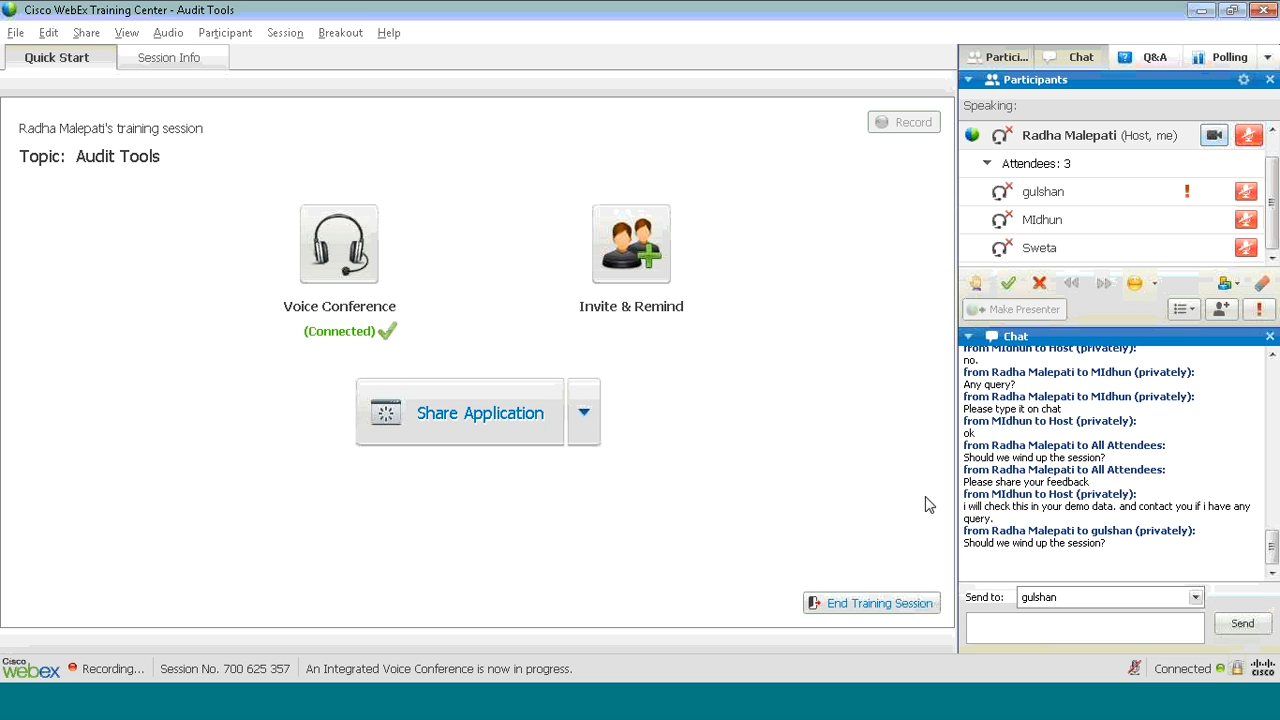 Cisco WebEx Training Center - Audit Tools
File Edit Share View Audio Participant Session Breakout Help
Quick Start Session Info
Partici... Chat Q&A Polling
Participants
Speaking:
Radha Malepati's training session
Record
Topic: Audit Tools
Radha Malepati (Host, me)
Attendees: 3
gulshan
MIdhun
Sweta
Voice Conference
(Connected)
Invite & Remind
Make Presenter
Share Application
Chat
from MIdhun to Host (privately):
no.
from Radha Malepati to MIdhun (privately):
Any query?
from Radha Malepati to MIdhun (privately):
Please type it on chat
from MIdhun to Host (privately):
ok
from Radha Malepati to All Attendees:
Should we wind up the session?
from Radha Malepati to All Attendees:
Please share your feedback
from MIdhun to Host (privately):
i will check this in your demo data. and contact you if i have any
query.
from Radha Malepati to gulshan (privately):
Should we wind up the session?
End Training Session
Send to: gulshan
Send
Cisco
webex Recording... Session No. 700 625 357 An Integrated Voice Conference is now in progress. Connected
CISCO